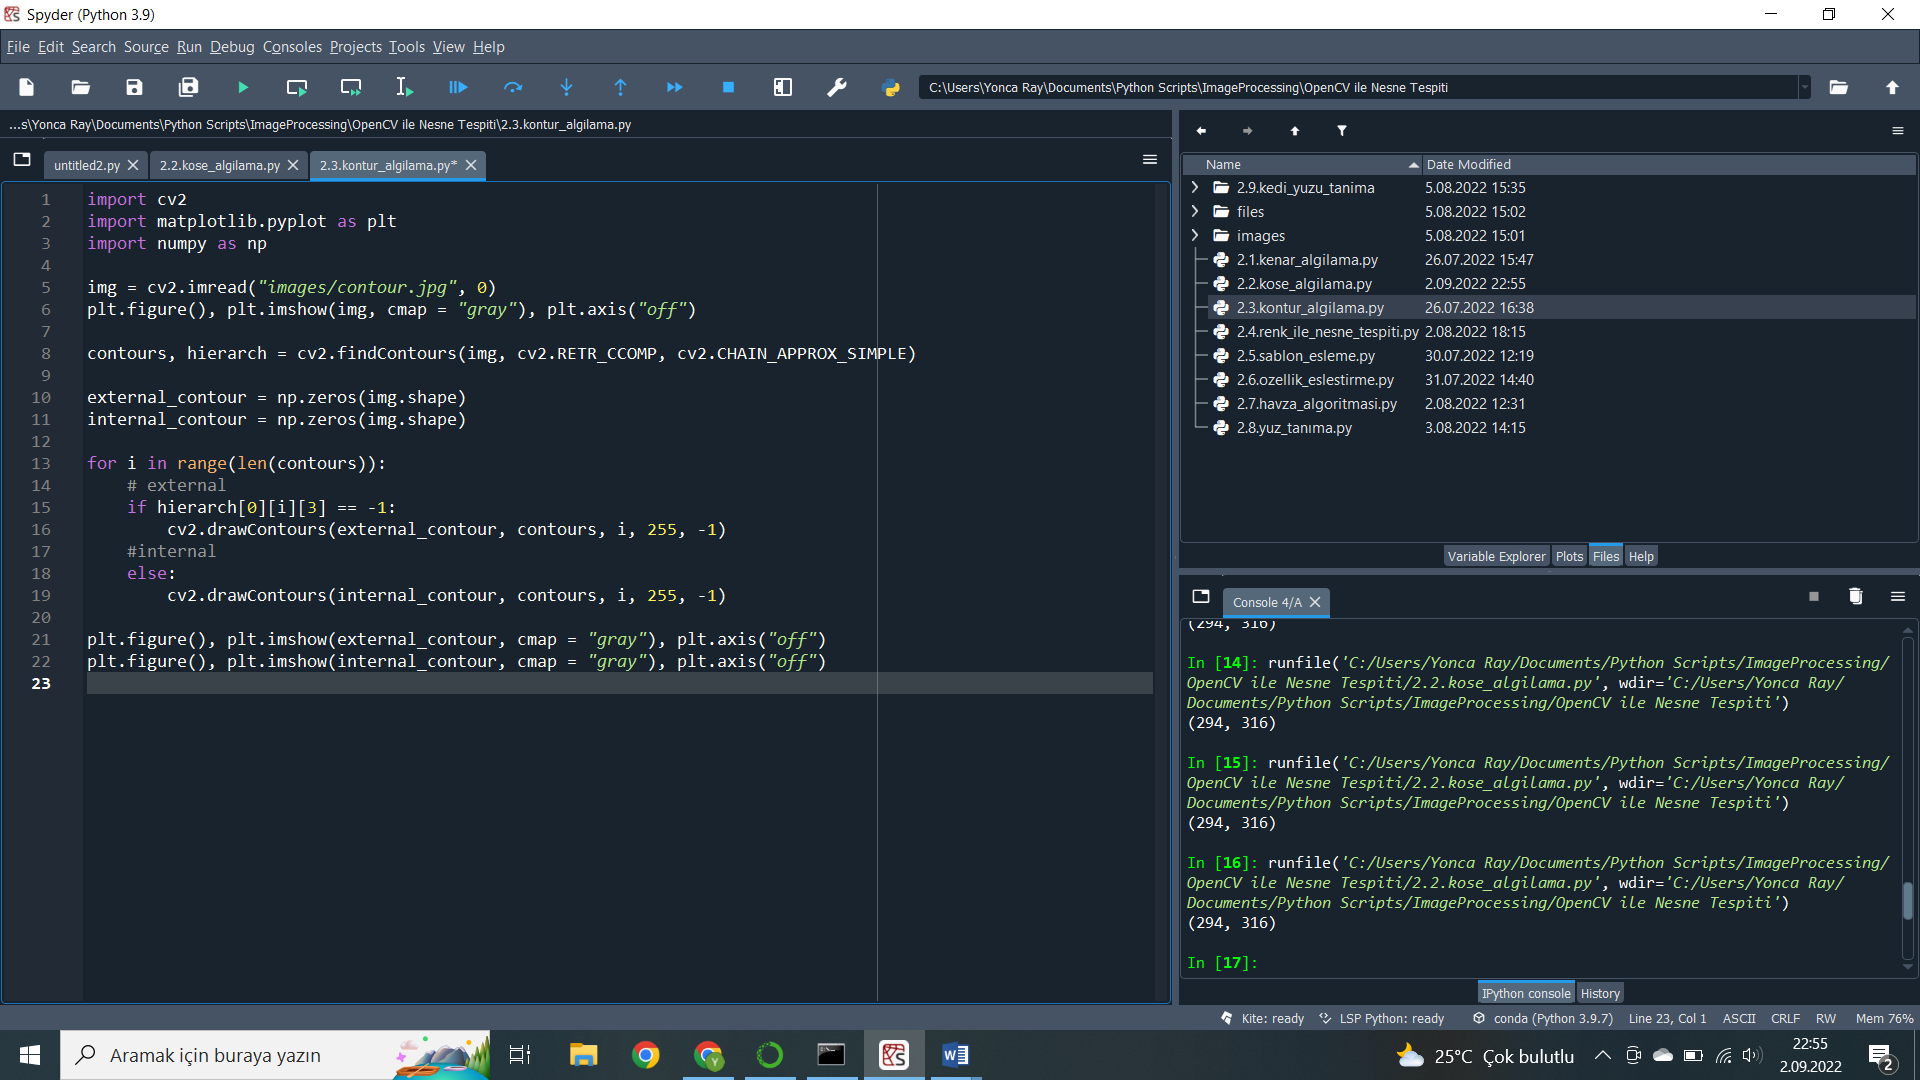 Spyder (Python 3.9)
File Edit Search Source Run Debug Consoles Projects Tools View Help
C:\Users\Yonca Ray\Documents\Python Scripts\ImageProcessing\OpenCV ile Nesne Tespiti
...s\Yonca Ray\Documents\Python Scripts\ImageProcessing\OpenCV ile Nesne Tespiti\2.3.kontur_algilama.py
untitled2.py 2.2.kose_algilama.py 2.3.kontur_algilama.py*
1 import cv2
2 import matplotlib.pyplot as plt
3 import numpy as np
4
5 img = cv2.imread("images/contour.jpg", 0)
6 plt.figure(), plt.imshow(img, cmap = "gray"), plt.axis("off")
7
8 contours, hierarch = cv2.findContours(img, cv2.RETR_CCOMP, cv2.CHAIN_APPROX_SIMPLE)
9
10 external_contour = np.zeros(img.shape)
11 internal_contour = np.zeros(img.shape)
12
13 for i in range(len(contours)):
14     # external
15     if hierarch[0][i][3] == -1:
16         cv2.drawContours(external_contour, contours, i, 255, -1)
17     #internal
18     else:
19         cv2.drawContours(internal_contour, contours, i, 255, -1)
20
21 plt.figure(), plt.imshow(external_contour, cmap = "gray"), plt.axis("off")
22 plt.figure(), plt.imshow(internal_contour, cmap = "gray"), plt.axis("off")
23
Name Date Modified
2.9.kedi_yuzu_tanima 5.08.2022 15:35
files 5.08.2022 15:02
images 5.08.2022 15:01
2.1.kenar_algilama.py 26.07.2022 15:47
2.2.kose_algilama.py 2.09.2022 22:55
2.3.kontur_algilama.py 26.07.2022 16:38
2.4.renk_ile_nesne_tespiti.py 2.08.2022 18:15
2.5.sablon_esleme.py 30.07.2022 12:19
2.6.ozellik_eslestirme.py 31.07.2022 14:40
2.7.havza_algoritmasi.py 2.08.2022 12:31
2.8.yuz_tanıma.py 3.08.2022 14:15
Variable Explorer Plots Files Help
Console 4/A
(294, 316)
In [14]: runfile('C:/Users/Yonca Ray/Documents/Python Scripts/ImageProcessing/
OpenCV ile Nesne Tespiti/2.2.kose_algilama.py', wdir='C:/Users/Yonca Ray/
Documents/Python Scripts/ImageProcessing/OpenCV ile Nesne Tespiti')
(294, 316)
In [15]: runfile('C:/Users/Yonca Ray/Documents/Python Scripts/ImageProcessing/
OpenCV ile Nesne Tespiti/2.2.kose_algilama.py', wdir='C:/Users/Yonca Ray/
Documents/Python Scripts/ImageProcessing/OpenCV ile Nesne Tespiti')
(294, 316)
In [16]: runfile('C:/Users/Yonca Ray/Documents/Python Scripts/ImageProcessing/
OpenCV ile Nesne Tespiti/2.2.kose_algilama.py', wdir='C:/Users/Yonca Ray/
Documents/Python Scripts/ImageProcessing/OpenCV ile Nesne Tespiti')
(294, 316)
In [17]:
IPython console History
Kite: ready LSP Python: ready conda (Python 3.9.7) Line 23, Col 1 ASCII CRLF RW Mem 76%
Aramak için buraya yazın
25°C Çok bulutlu
22:55
2.09.2022
2